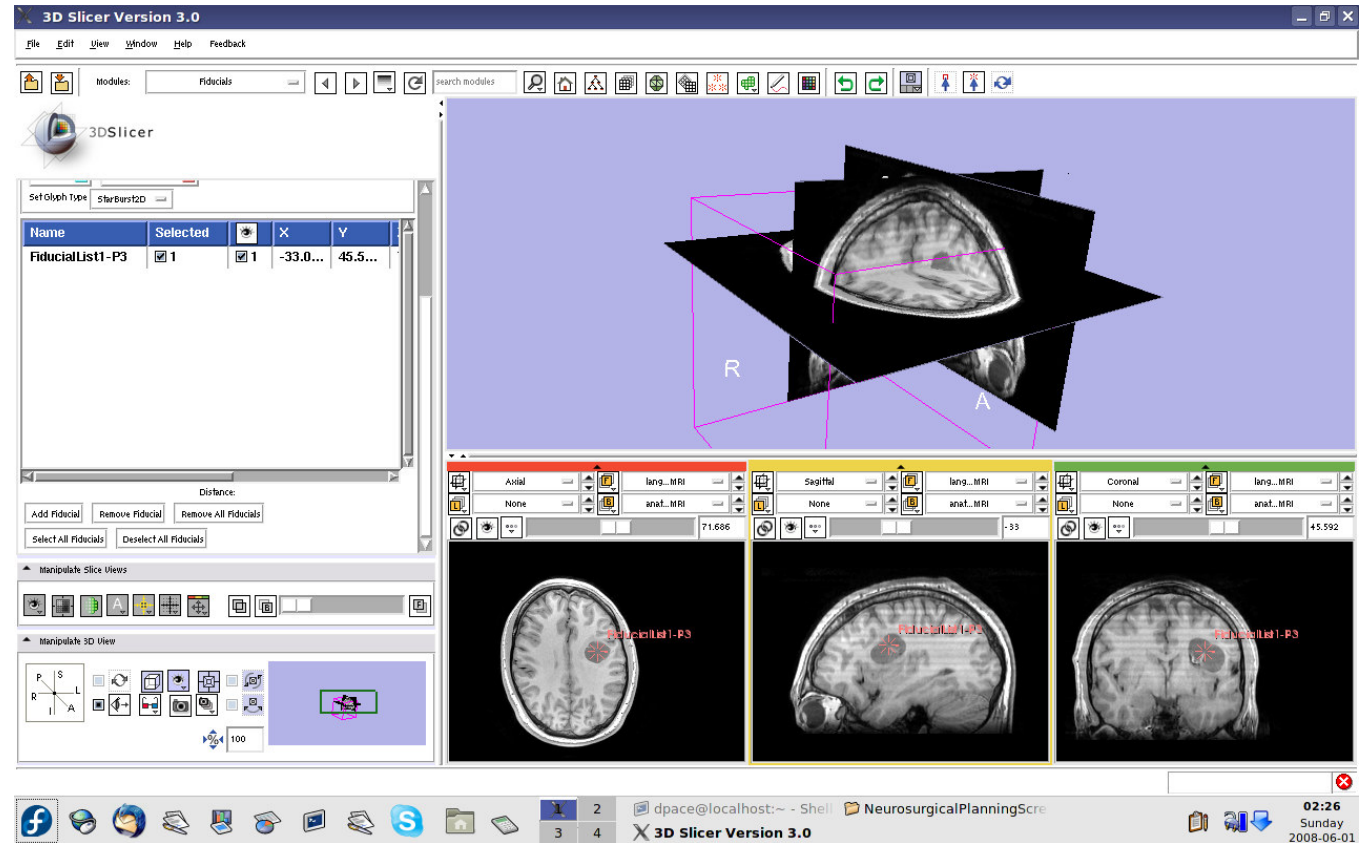 3D Slicer Version 3.0
File Edit View Window Help Feedback
Modules: Fiducials search modules
3DSlicer
Set Glyph Type StarBurst2D
Name Selected X Y
FiducialList1-P3 1 1 -33.0... 45.5...
Distance:
Add Fiducial Remove Fiducial Remove All Fiducials
Select All Fiducials Deselect All Fiducials
Manipulate Slice Views
Manipulate 3D View
P S
R L
I A
100
R
A
Axial lang...MRI
None anat...MRI
71.686
FiducialList1-P3
Sagittal lang...MRI
None anat...MRI
-33
FiducialList1-P3
Coronal lang...MRI
None anat...MRI
45.592
FiducialList1-P3
1 2
3 4
dpace@localhost:~ - Shell NeurosurgicalPlanningScre
3D Slicer Version 3.0
02:26
Sunday
2008-06-01